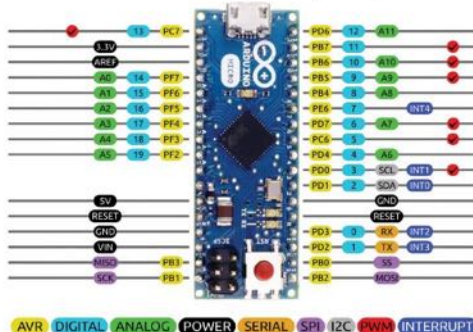 13 PC7
3.3V
AREF
A0 14 PF7
A1 15 PF6
A2 16 PF5
A3 17 PF4
A4 18 PF3
A5 19 PF2
5V
RESET
GND
VIN
MISO PB3
SCK PB1
ARDUINO
MICRO
ICSP
PD6 12 A11
PB7 11
PB6 10 A10
PB5 9 A9
PB4 8 A8
PE6 7 INT4
PD7 6 A7
PC6 5
PD4 4 A6
PD0 3 SCL INT1
PD1 2 SDA INT0
GND
RESET
PD3 0 RX INT2
PD2 1 TX INT3
PB0 SS
PB2 MOSI
AVR DIGITAL ANALOG POWER SERIAL SPI I2C PWM INTERRUPT